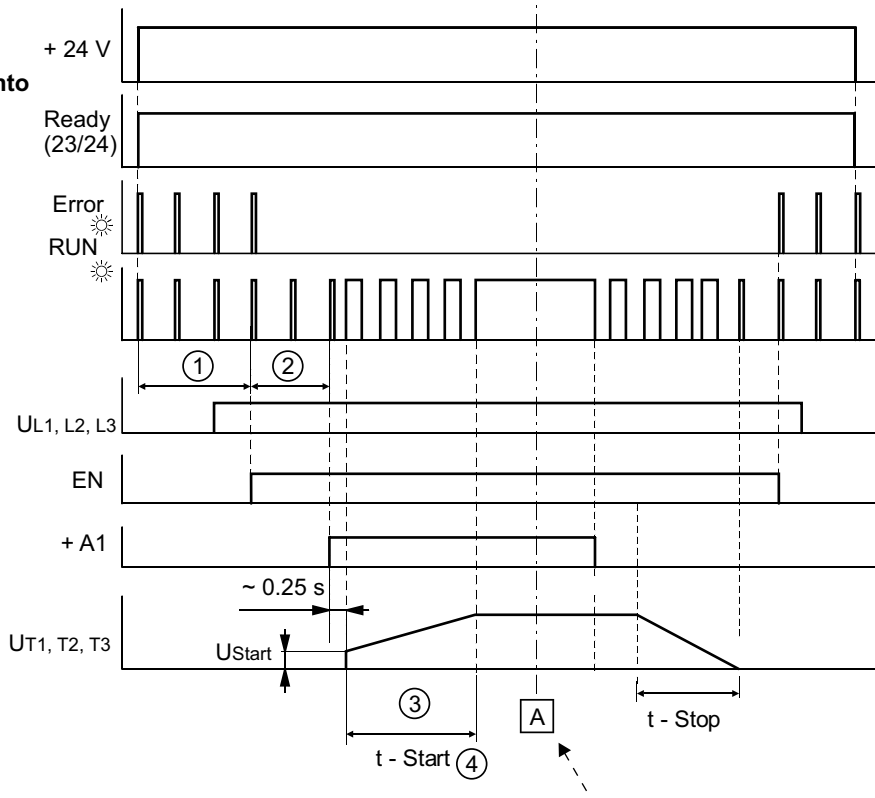 + 24 V
nto
Ready
(23/24)
Error
RUN
1
2
UL1, L2, L3
EN
+ A1
~ 0.25 s
UT1, T2, T3
UStart
3
A
t - Stop
t - Start 4